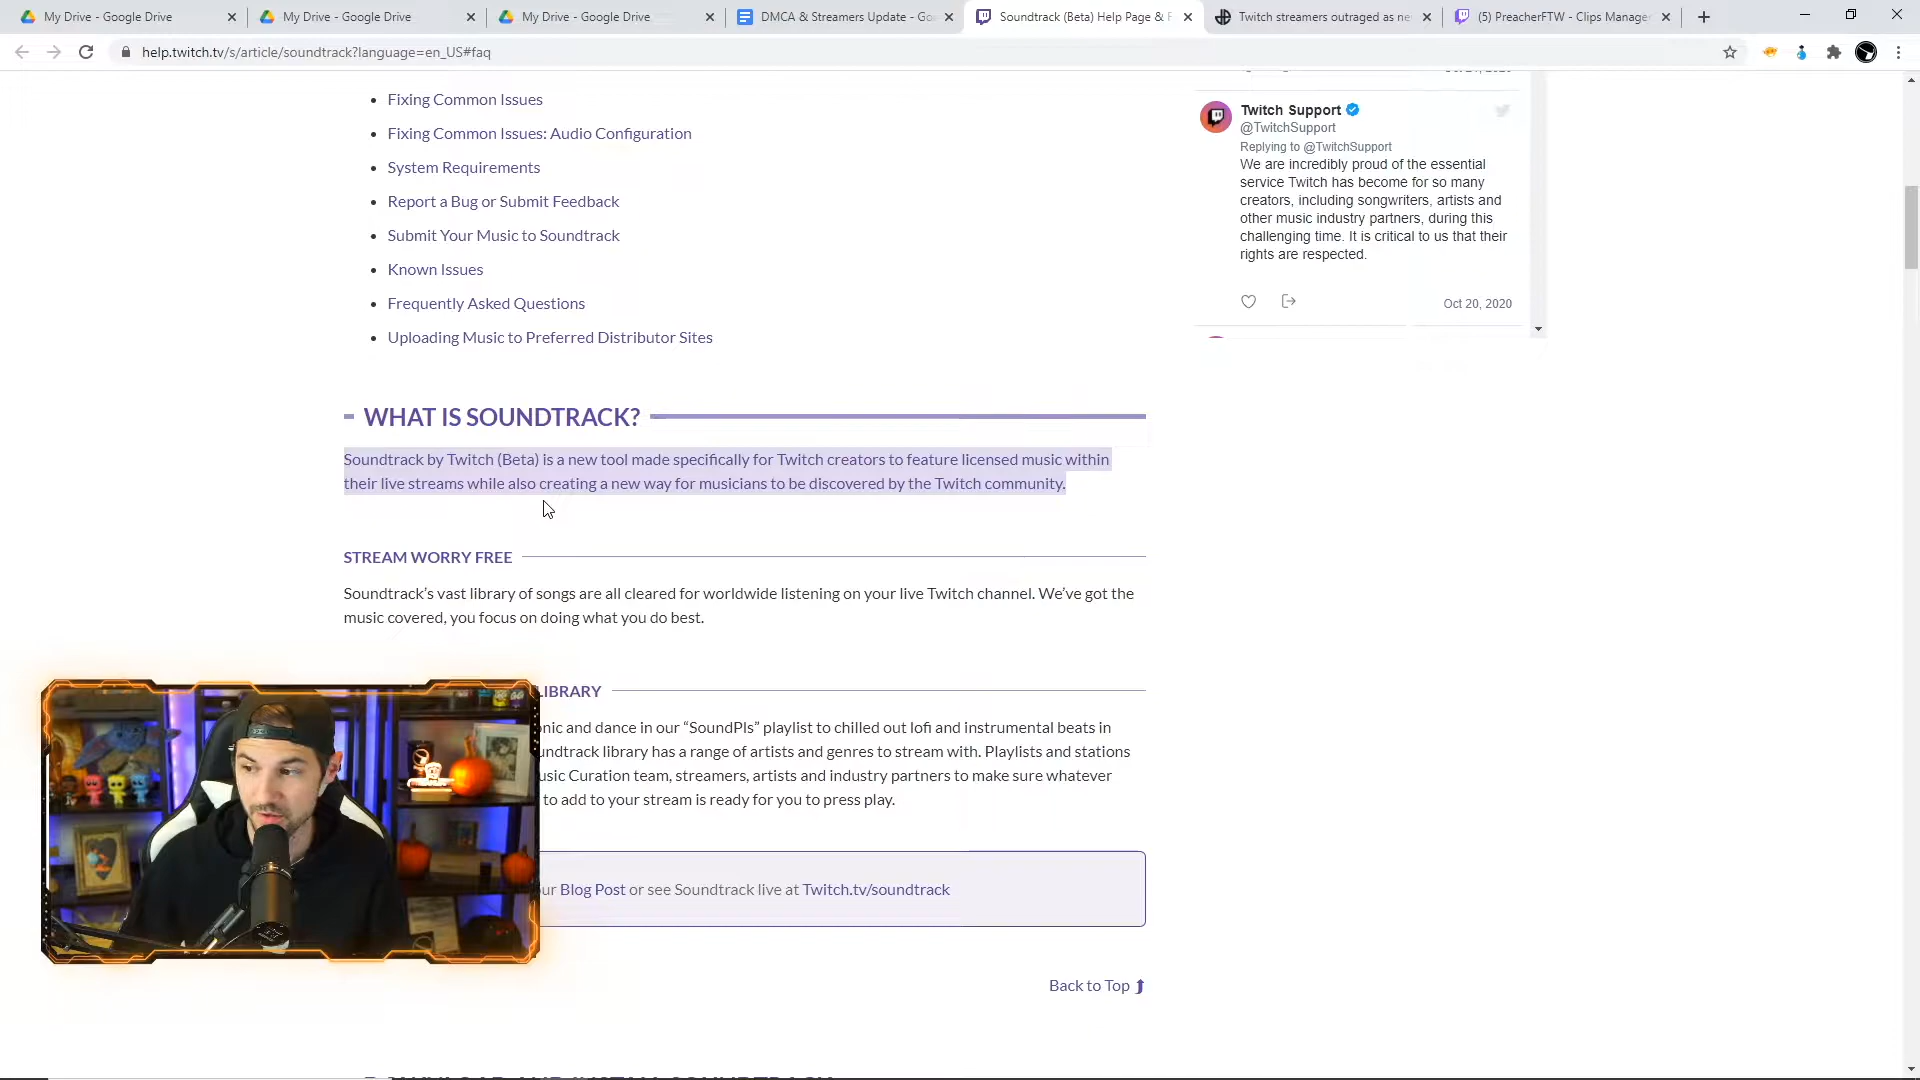 My Drive - Google Drive
My Drive - Google Drive
My Drive - Google Drive
DMCA & Streamers Update - Go
Soundtrack (Beta) Help Page &
Twitch streamers outraged as ne
(5) PreacherFTW - Clips Manager
help.twitch.tv/s/article/soundtrack?language=en_US#faq
Fixing Common Issues
Fixing Common Issues: Audio Configuration
System Requirements
Report a Bug or Submit Feedback
Submit Your Music to Soundtrack
Known Issues
Frequently Asked Questions
Uploading Music to Preferred Distributor Sites
Twitch Support
@TwitchSupport
Replying to @TwitchSupport
We are incredibly proud of the essential
service Twitch has become for so many
creators, including songwriters, artists and
other music industry partners, during this
challenging time. It is critical to us that their
rights are respected.
Oct 20, 2020
WHAT IS SOUNDTRACK?
Soundtrack by Twitch (Beta) is a new tool made specifically for Twitch creators to feature licensed music within
their live streams while also creating a new way for musicians to be discovered by the Twitch community.
STREAM WORRY FREE
Soundtrack's vast library of songs are all cleared for worldwide listening on your live Twitch channel. We've got the
music covered, you focus on doing what you do best.
LIBRARY
onic and dance in our “SoundPls” playlist to chilled out lofi and instrumental beats in
undtrack library has a range of artists and genres to stream with. Playlists and stations
usic Curation team, streamers, artists and industry partners to make sure whatever
to add to your stream is ready for you to press play.
ur Blog Post or see Soundtrack live at Twitch.tv/soundtrack
Back to Top